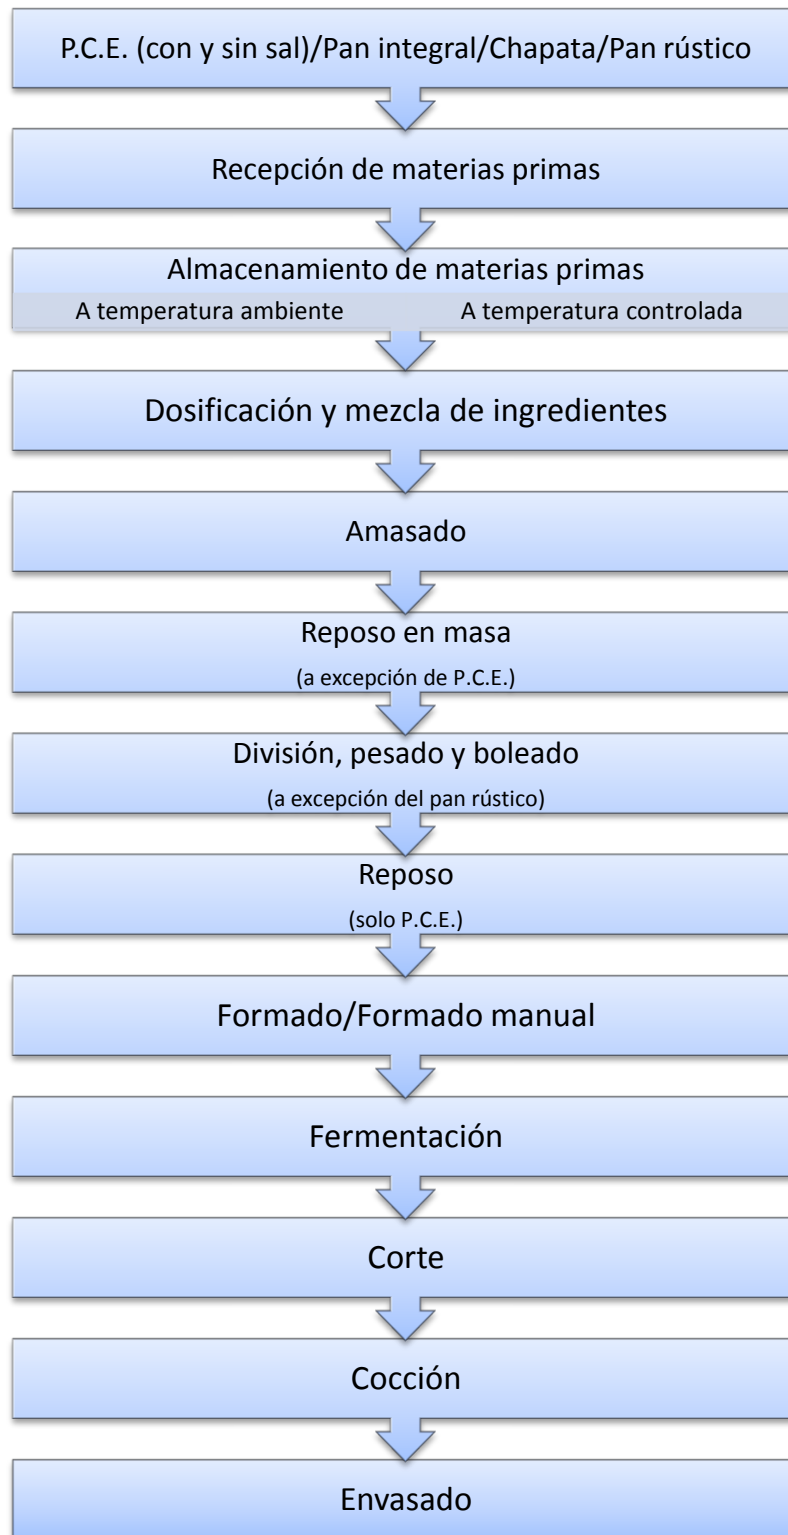 P.C.E. (con y sin sal)/Pan integral/Chapata/Pan rústico
Recepción de materias primas
Almacenamiento de materias primas
A temperatura ambiente A temperatura controlada
Dosificación y mezcla de ingredientes
Amasado
Reposo en masa
(a excepción de P.C.E.)
División, pesado y boleado
(a excepción del pan rústico)
Reposo
(solo P.C.E.)
Formado/Formado manual
Fermentación
Corte
Cocción
Envasado